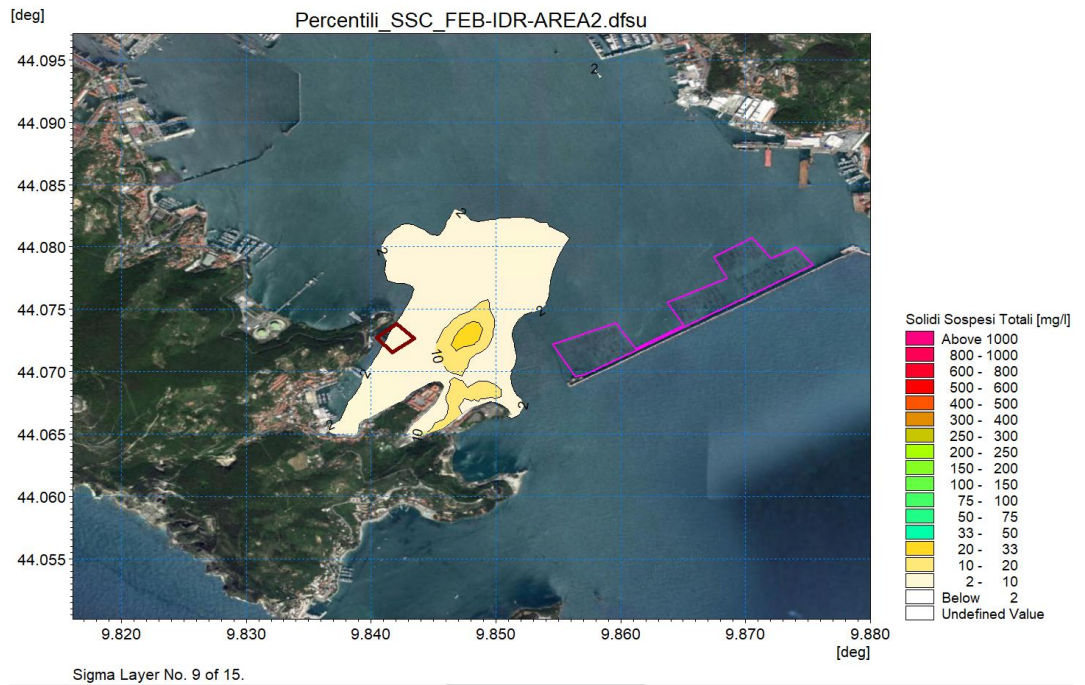 Percentili_SSC_FEB-IDR-AREA2.dfsu
[deg]
44.095
44.090
44.085
44.080
44.075
44.070
44.065
44.060
44.055
2
2
2
2
2
2
2
10
10
9.820
9.830
9.840
9.850
9.860
9.870
9.880
[deg]
Sigma Layer No. 9 of 15.
Solidi Sospesi Totali [mg/l]
Above 1000
800 - 1000
600 - 800
500 - 600
400 - 500
300 - 400
250 - 300
200 - 250
150 - 200
100 - 150
75 - 100
50 - 75
33 - 50
20 - 33
10 - 20
2 - 10
Below 2
Undefined Value